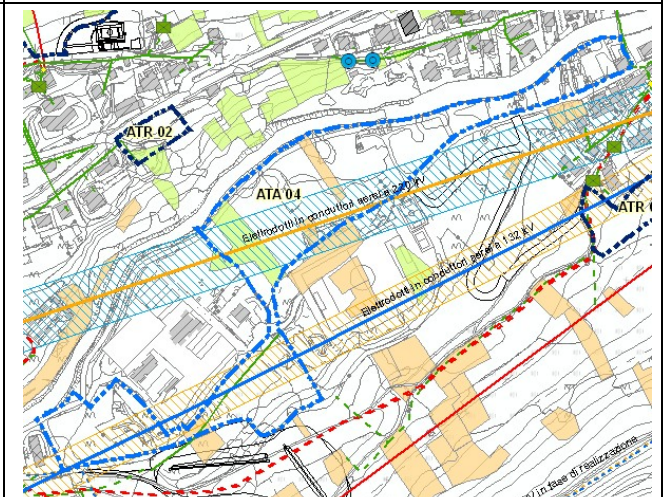 ATR 02
ATA 04
Elettrodotti in conduttori aerei a 220 kV
ATR
Elettrodotti in conduttori aerei a 132 kV
in fase di realizzazione